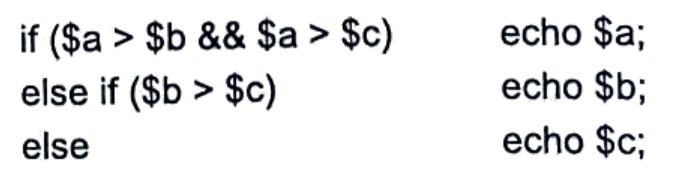 if ($a > $b && $a > $c) echo $a;
else if ($b > $c) echo $b;
else echo $c;